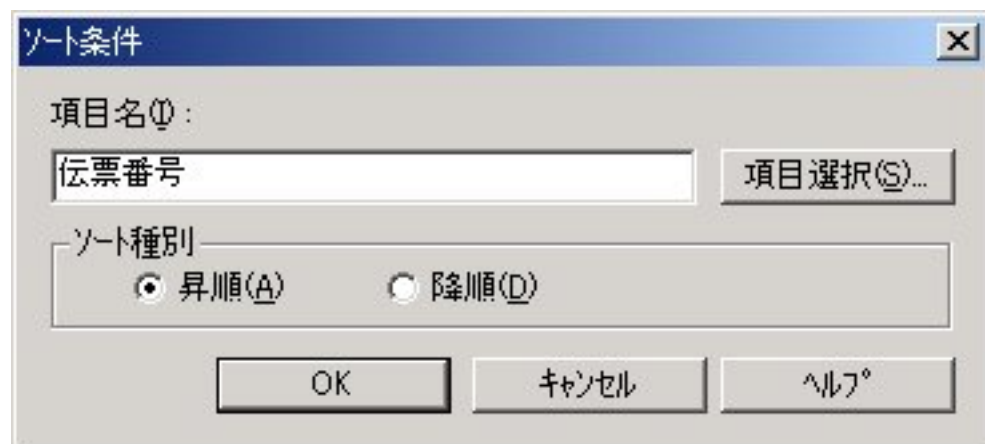 ソート条件
項目名(I):
伝票番号
項目選択(S)...
ソート種別
昇順(A) 降順(D)
OK キャンセル ヘルプ